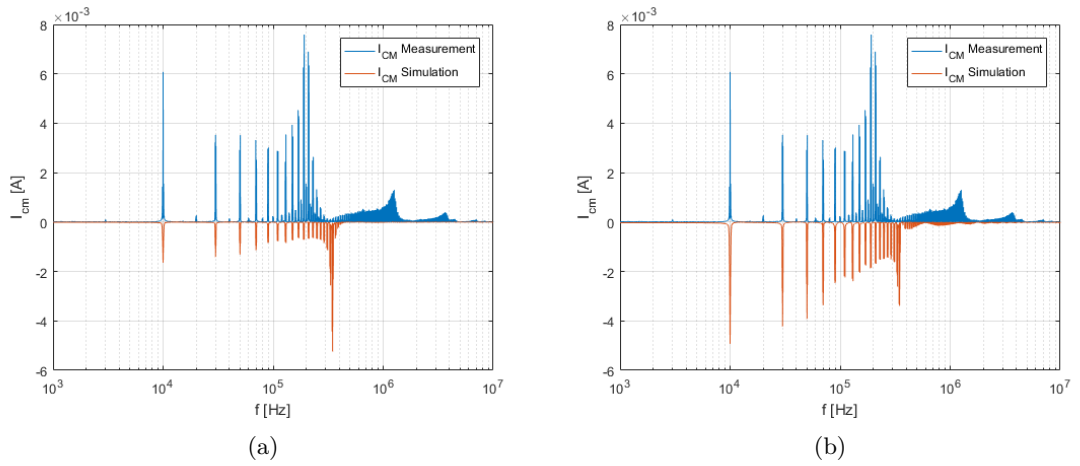 ×10⁻³
8
6
4
2
0
-2
-4
-6
I_cm [A]
I_CM Measurement
I_CM Simulation
10³ 10⁴ 10⁵ 10⁶ 10⁷
f [Hz]
(a)
×10⁻³
8
6
4
2
0
-2
-4
-6
I_cm [A]
I_CM Measurement
I_CM Simulation
10³ 10⁴ 10⁵ 10⁶ 10⁷
f [Hz]
(b)